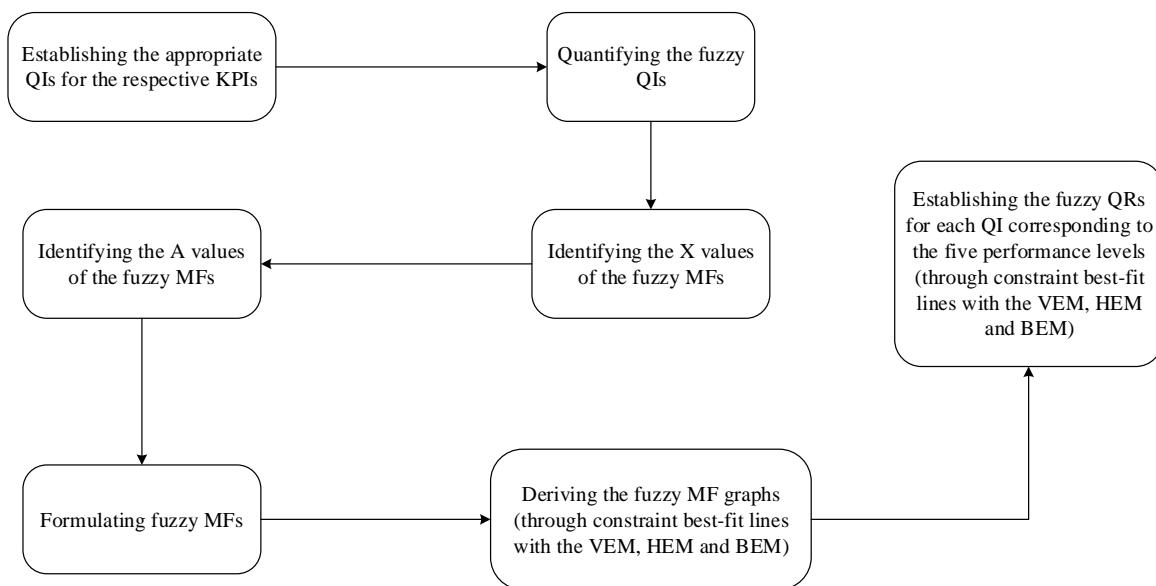 Establishing the appropriate
QIs for the respective KPIs
Quantifying the fuzzy
QIs
Identifying the X values
of the fuzzy MFs
Identifying the A values
of the fuzzy MFs
Formulating fuzzy MFs
Deriving the fuzzy MF graphs
(through constraint best-fit lines
with the VEM, HEM and BEM)
Establishing the fuzzy QRs
for each QI corresponding to
the five performance levels
(through constraint best-fit
lines with the VEM, HEM
and BEM)